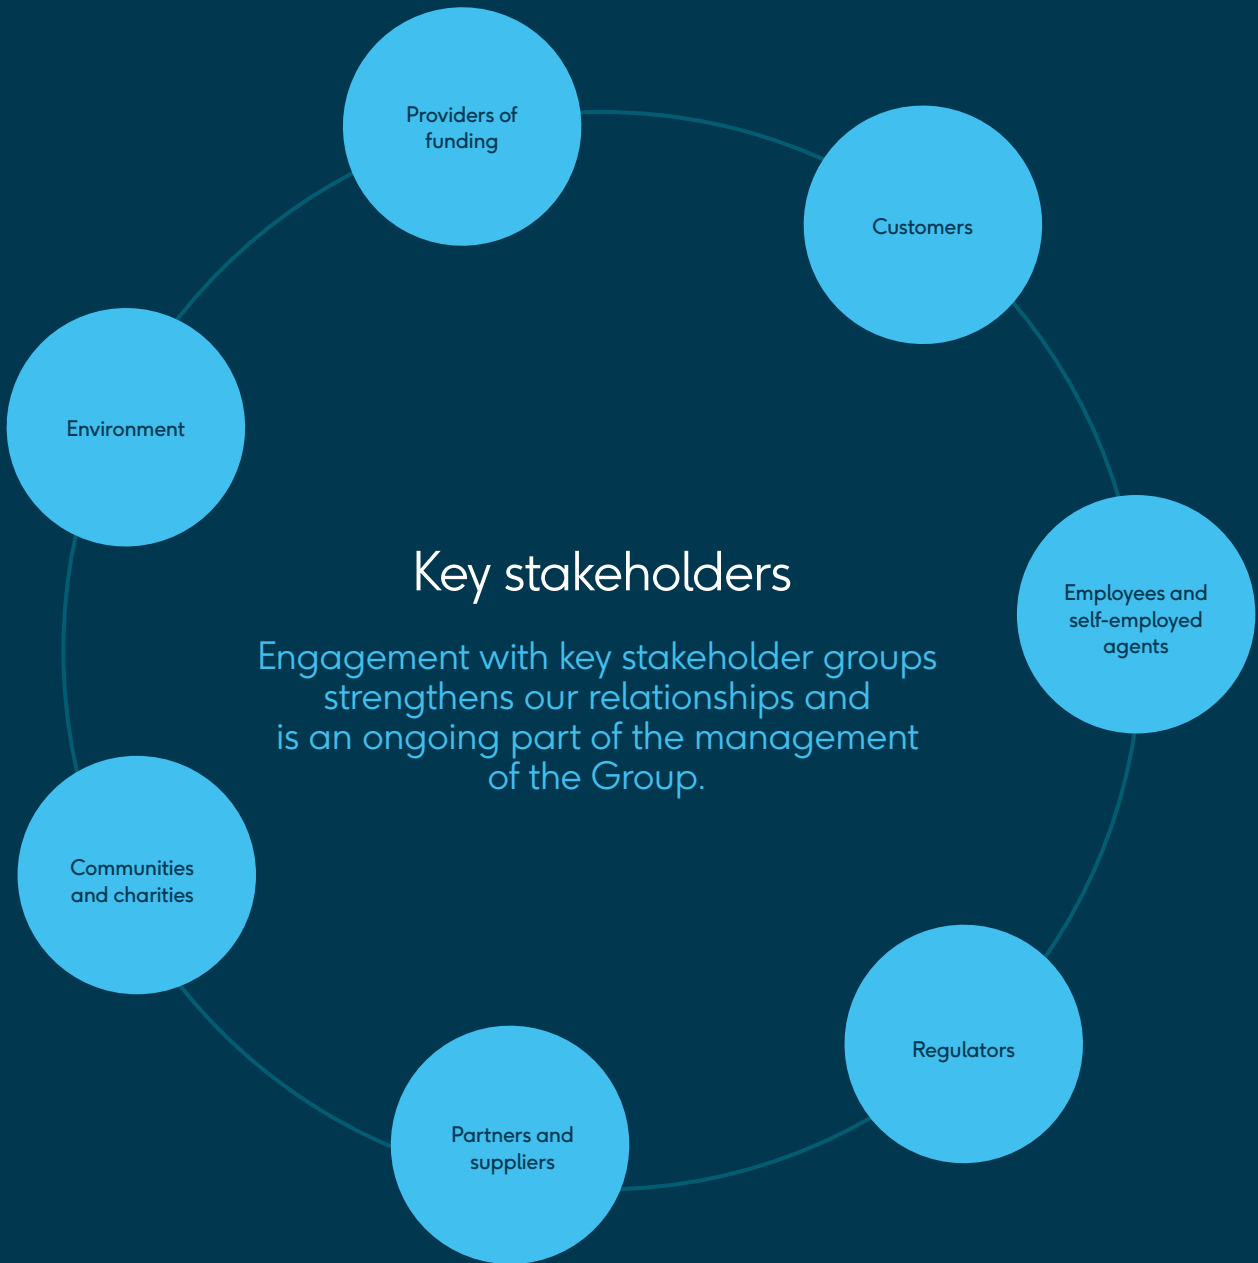 Providers of
funding
Customers
Environment
Key stakeholders
Engagement with key stakeholder groups
strengthens our relationships and
is an ongoing part of the management
of the Group.
Employees and
self-employed
agents
Communities
and charities
Regulators
Partners and
suppliers